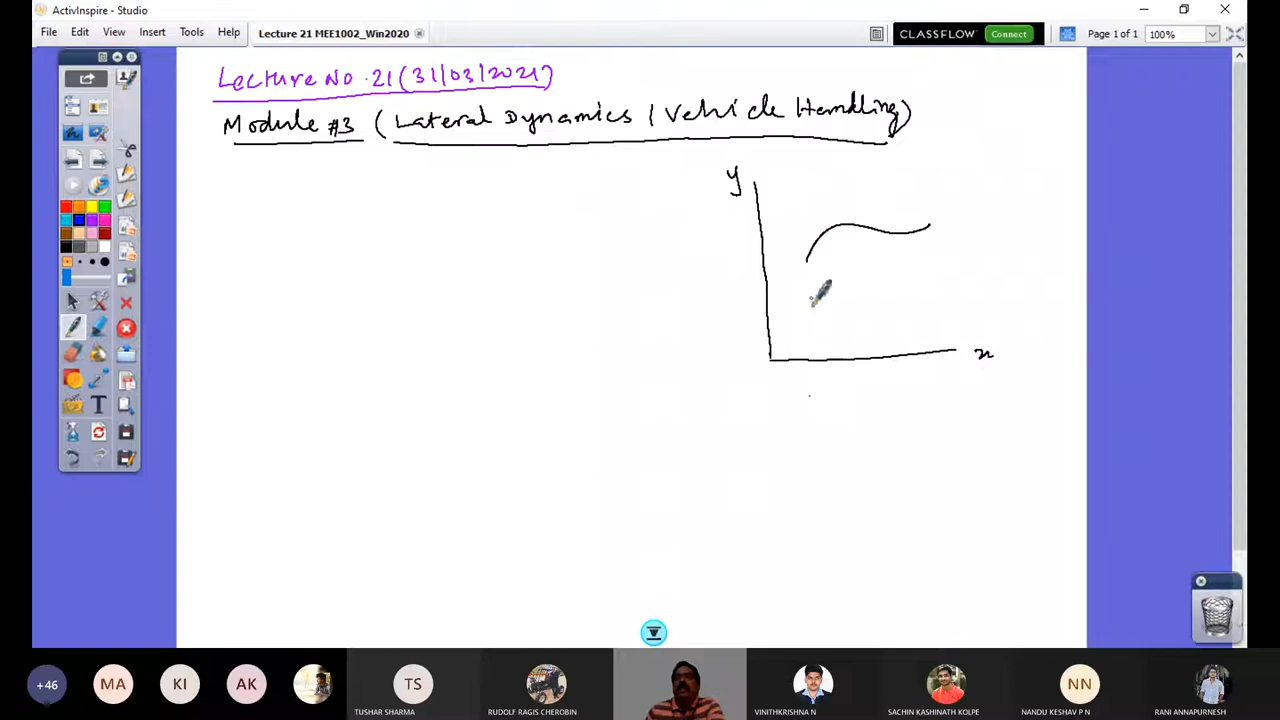 ActivInspire - Studio
File Edit View Insert Tools Help Lecture 21 MEE1002_Win2020 CLASSFLOW Connect Page 1 of 1 100%
Lecture No. 21 (31/03/2021)
Module #3 (Lateral Dynamics / Vehicle Handling)
y
x
+46 MA KI AK TS NN
TUSHAR SHARMA RUDOLF RAGIS CHEROBIN VINITHKRISHNA N SACHIN KASHINATH KOLPE NANDU KESHAV P N RANI ANNAPURNESH